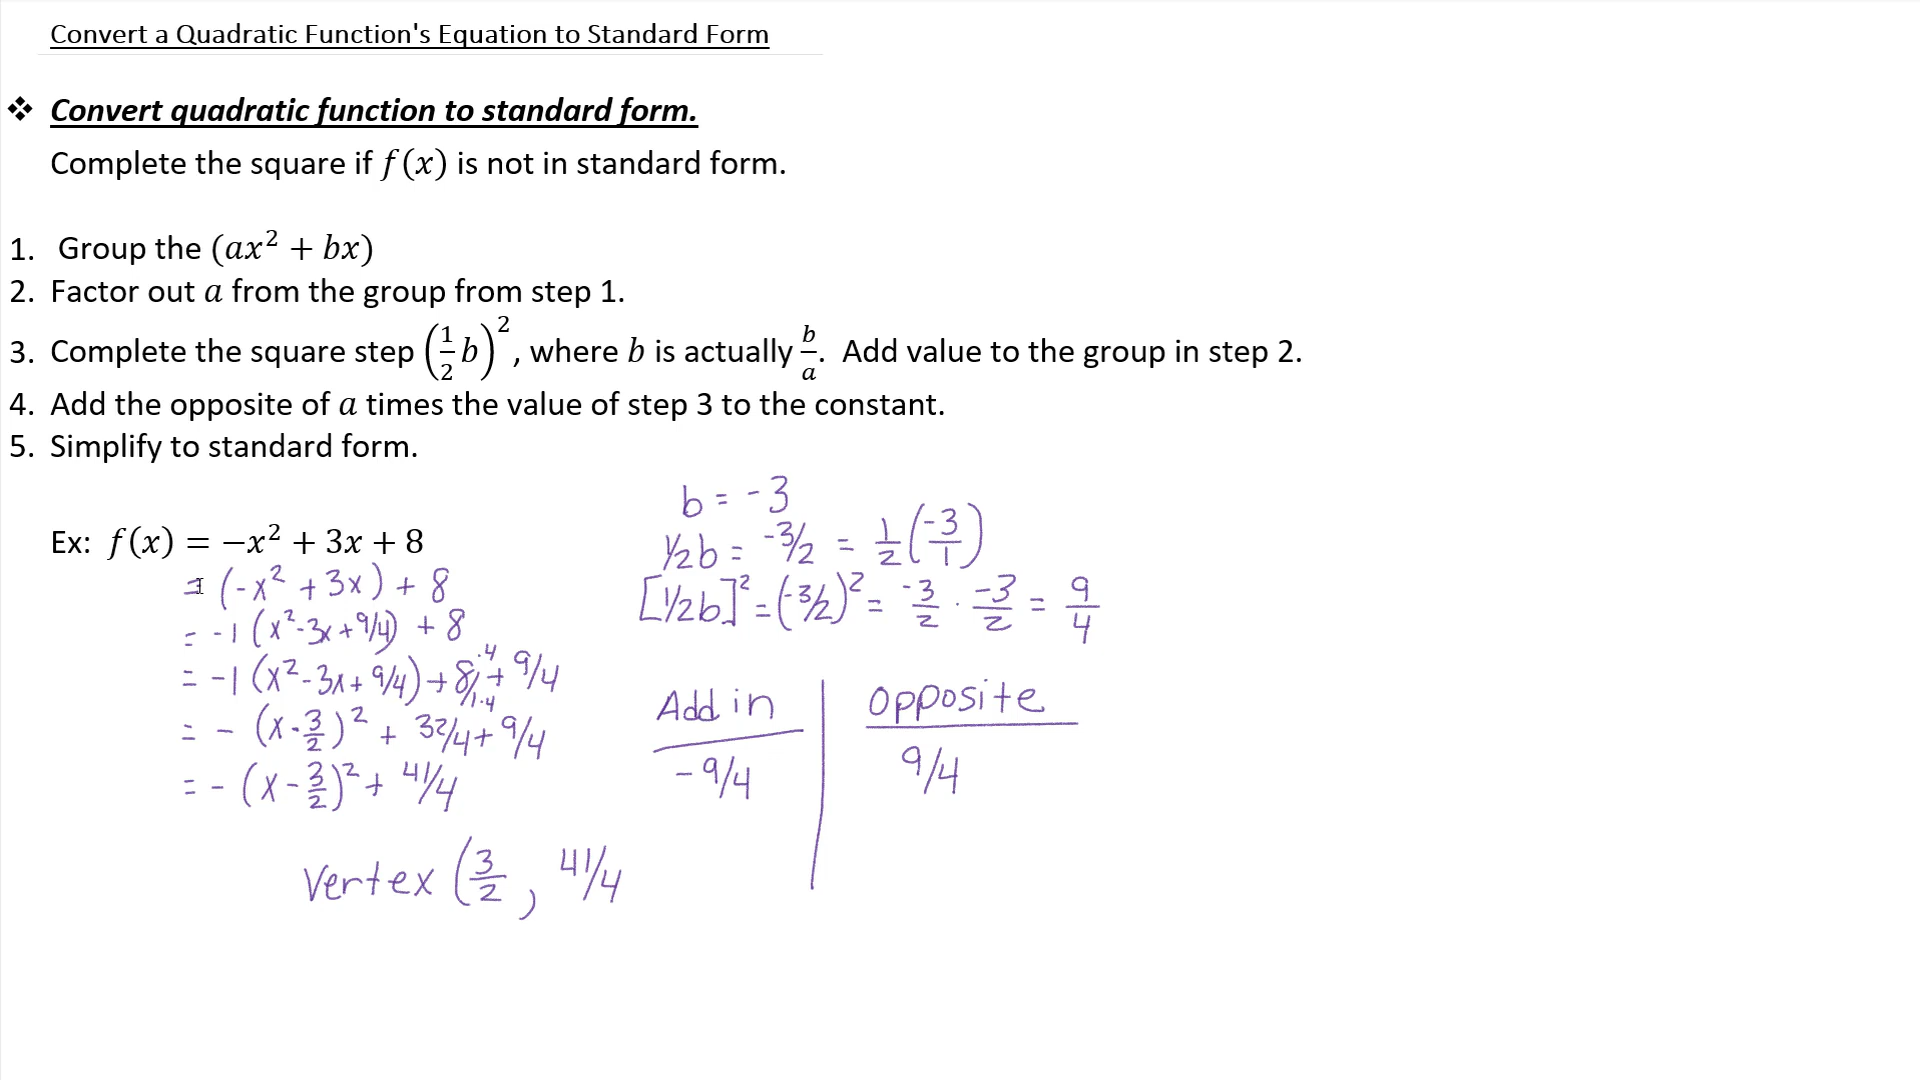 Convert a Quadratic Function's Equation to Standard Form
❖ Convert quadratic function to standard form.
Complete the square if f(x) is not in standard form.
1. Group the (ax² + bx)
2. Factor out a from the group from step 1.
3. Complete the square step (1/2 b)², where b is actually b/a. Add value to the group in step 2.
4. Add the opposite of a times the value of step 3 to the constant.
5. Simplify to standard form.
Ex: f(x) = −x² + 3x + 8
= (-x² + 3x) + 8
= -1 (x² - 3x + 9/4) + 8
= -1 (x² - 3x + 9/4) + 8·4/1·4 + 9/4
= - (x - 3/2)² + 32/4 + 9/4
= - (x - 3/2)² + 41/4
Vertex (3/2, 41/4
b = -3
1/2b = -3/2 = 1/2 (-3/1)
[1/2b]² = (-3/2)² = -3/2 · -3/2 = 9/4
Add in | Opposite
-9/4 | 9/4